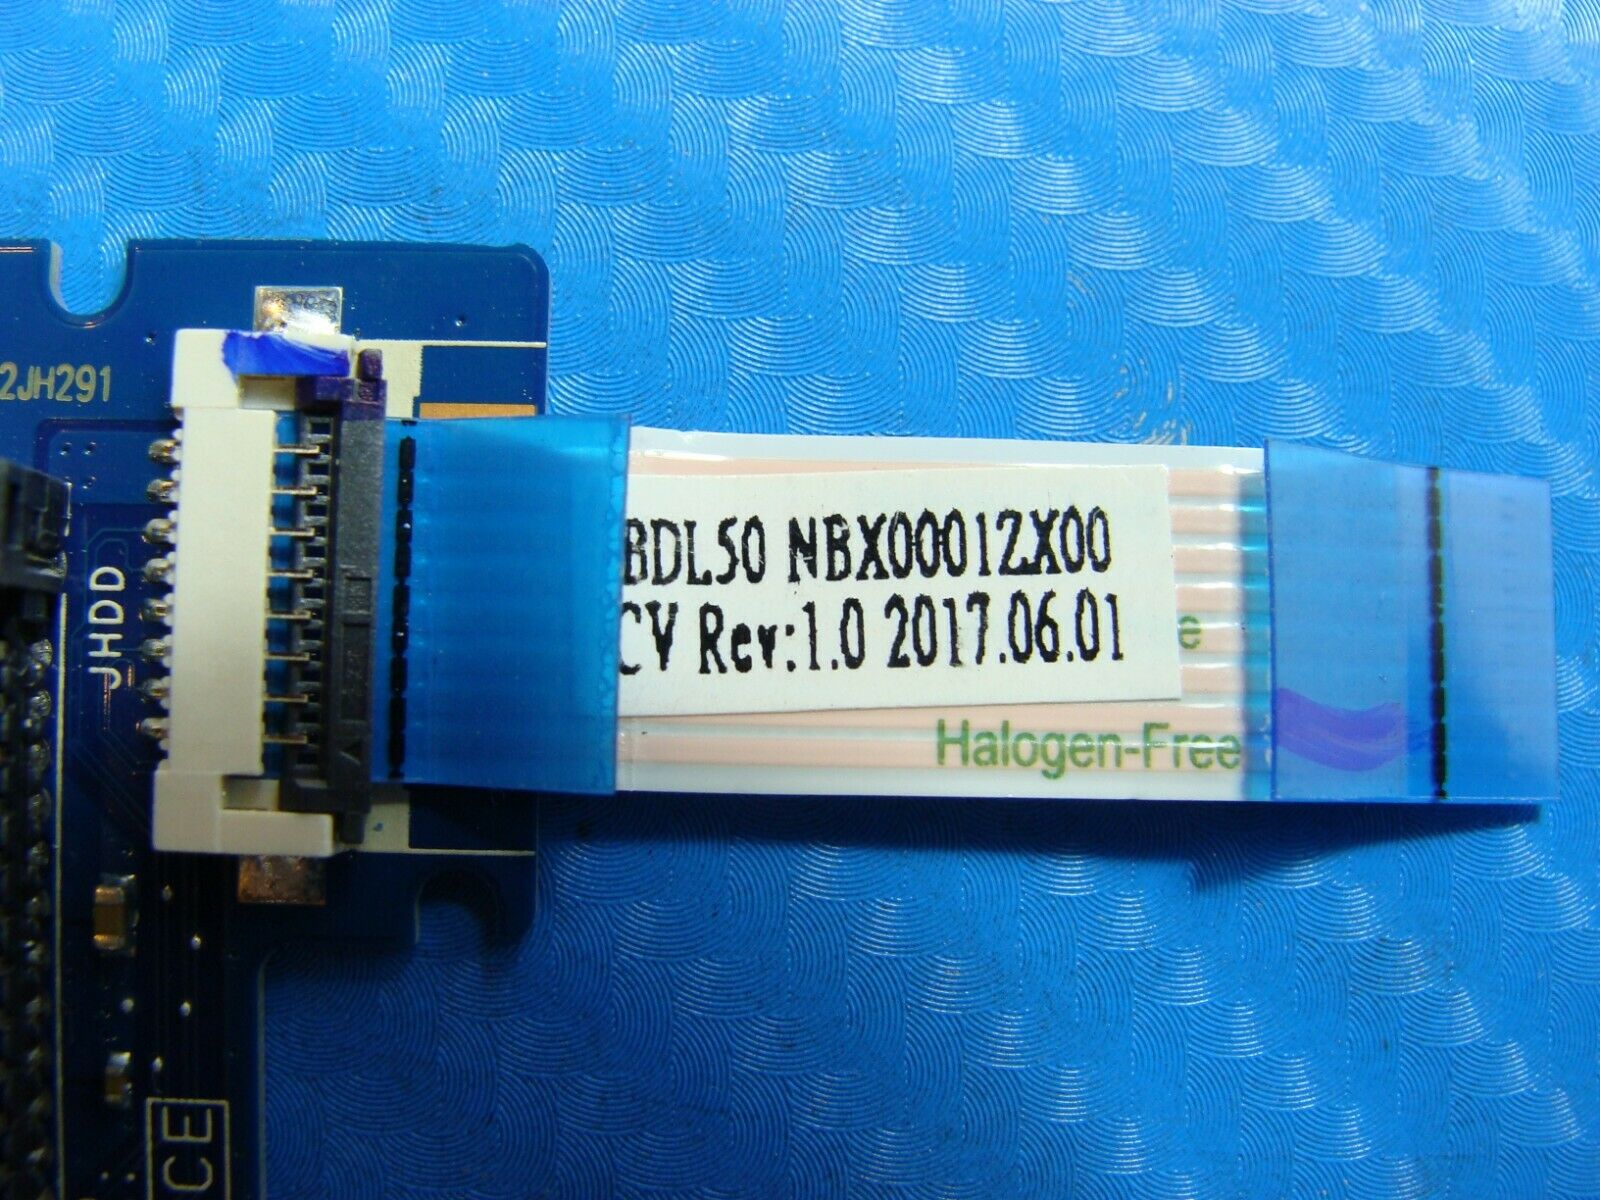 2JH291
JHDD
BDL50 NBX00012X00
CV Rev:1.0 2017.06.01
e
Halogen-Free
CE